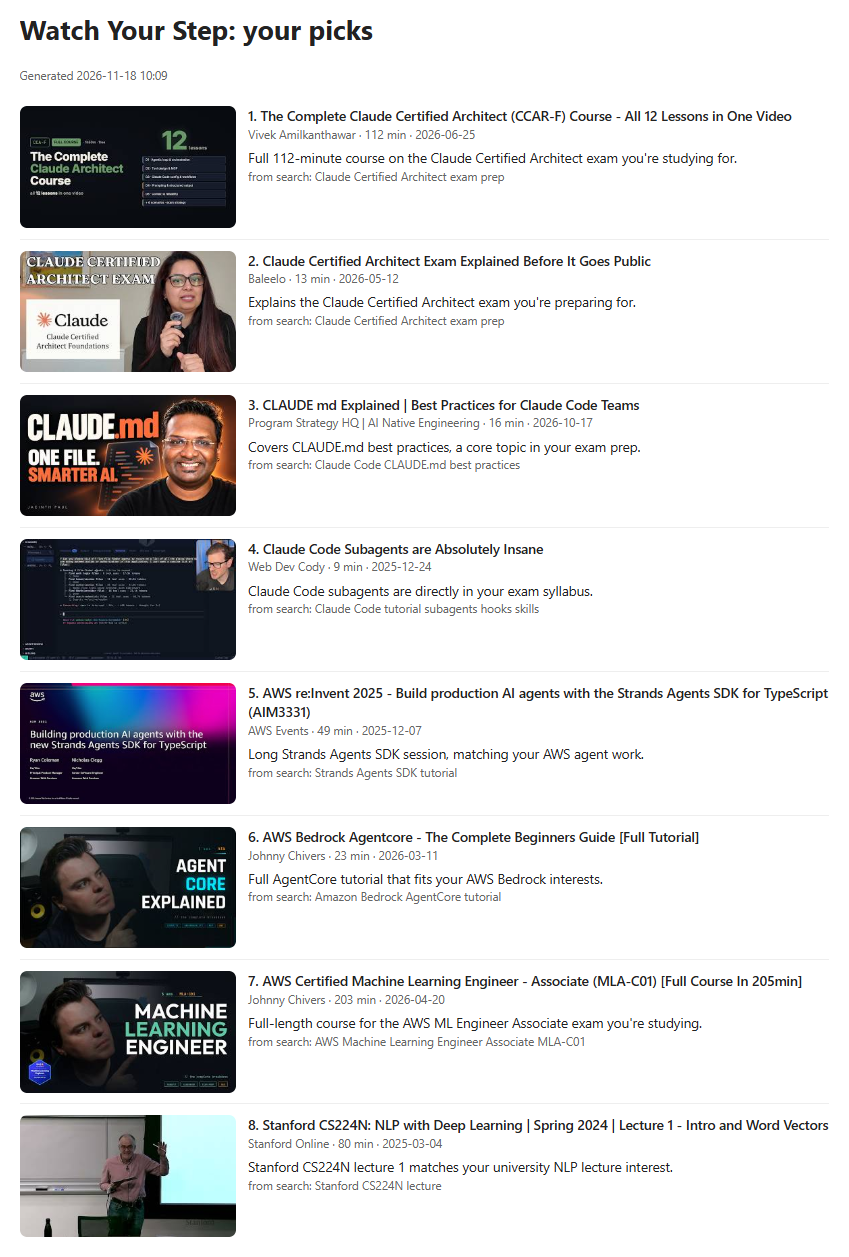 Watch Your Step: your picks
Generated 2026-11-18 10:09
12 lessons
The Complete
Claude Architect
Course
all 12 lessons in one video
1. The Complete Claude Certified Architect (CCAR-F) Course - All 12 Lessons in One Video
Vivek Amilkanthawar · 112 min · 2026-06-25
Full 112-minute course on the Claude Certified Architect exam you're studying for.
from search: Claude Certified Architect exam prep
CLAUDE CERTIFIED
ARCHITECT EXAM
Claude
Claude Certified
Architect Foundations
2. Claude Certified Architect Exam Explained Before It Goes Public
Baleelo · 13 min · 2026-05-12
Explains the Claude Certified Architect exam you're preparing for.
from search: Claude Certified Architect exam prep
CLAUDE.md
ONE FILE.
SMARTER AI.
3. CLAUDE md Explained | Best Practices for Claude Code Teams
Program Strategy HQ | AI Native Engineering · 16 min · 2026-10-17
Covers CLAUDE.md best practices, a core topic in your exam prep.
from search: Claude Code CLAUDE.md best practices
4. Claude Code Subagents are Absolutely Insane
Web Dev Cody · 9 min · 2025-12-24
Claude Code subagents are directly in your exam syllabus.
from search: Claude Code tutorial subagents hooks skills
aws
Building production AI agents with the
new Strands Agents SDK for TypeScript
Ryan Coleman
Nicholas Clegg
5. AWS re:Invent 2025 - Build production AI agents with the Strands Agents SDK for TypeScript
(AIM3331)
AWS Events · 49 min · 2025-12-07
Long Strands Agents SDK session, matching your AWS agent work.
from search: Strands Agents SDK tutorial
AGENT
CORE
EXPLAINED
6. AWS Bedrock Agentcore - The Complete Beginners Guide [Full Tutorial]
Johnny Chivers · 23 min · 2026-03-11
Full AgentCore tutorial that fits your AWS Bedrock interests.
from search: Amazon Bedrock AgentCore tutorial
MACHINE
LEARNING
ENGINEER
7. AWS Certified Machine Learning Engineer - Associate (MLA-C01) [Full Course In 205min]
Johnny Chivers · 203 min · 2026-04-20
Full-length course for the AWS ML Engineer Associate exam you're studying.
from search: AWS Machine Learning Engineer Associate MLA-C01
8. Stanford CS224N: NLP with Deep Learning | Spring 2024 | Lecture 1 - Intro and Word Vectors
Stanford Online · 80 min · 2025-03-04
Stanford CS224N lecture 1 matches your university NLP lecture interest.
from search: Stanford CS224N lecture